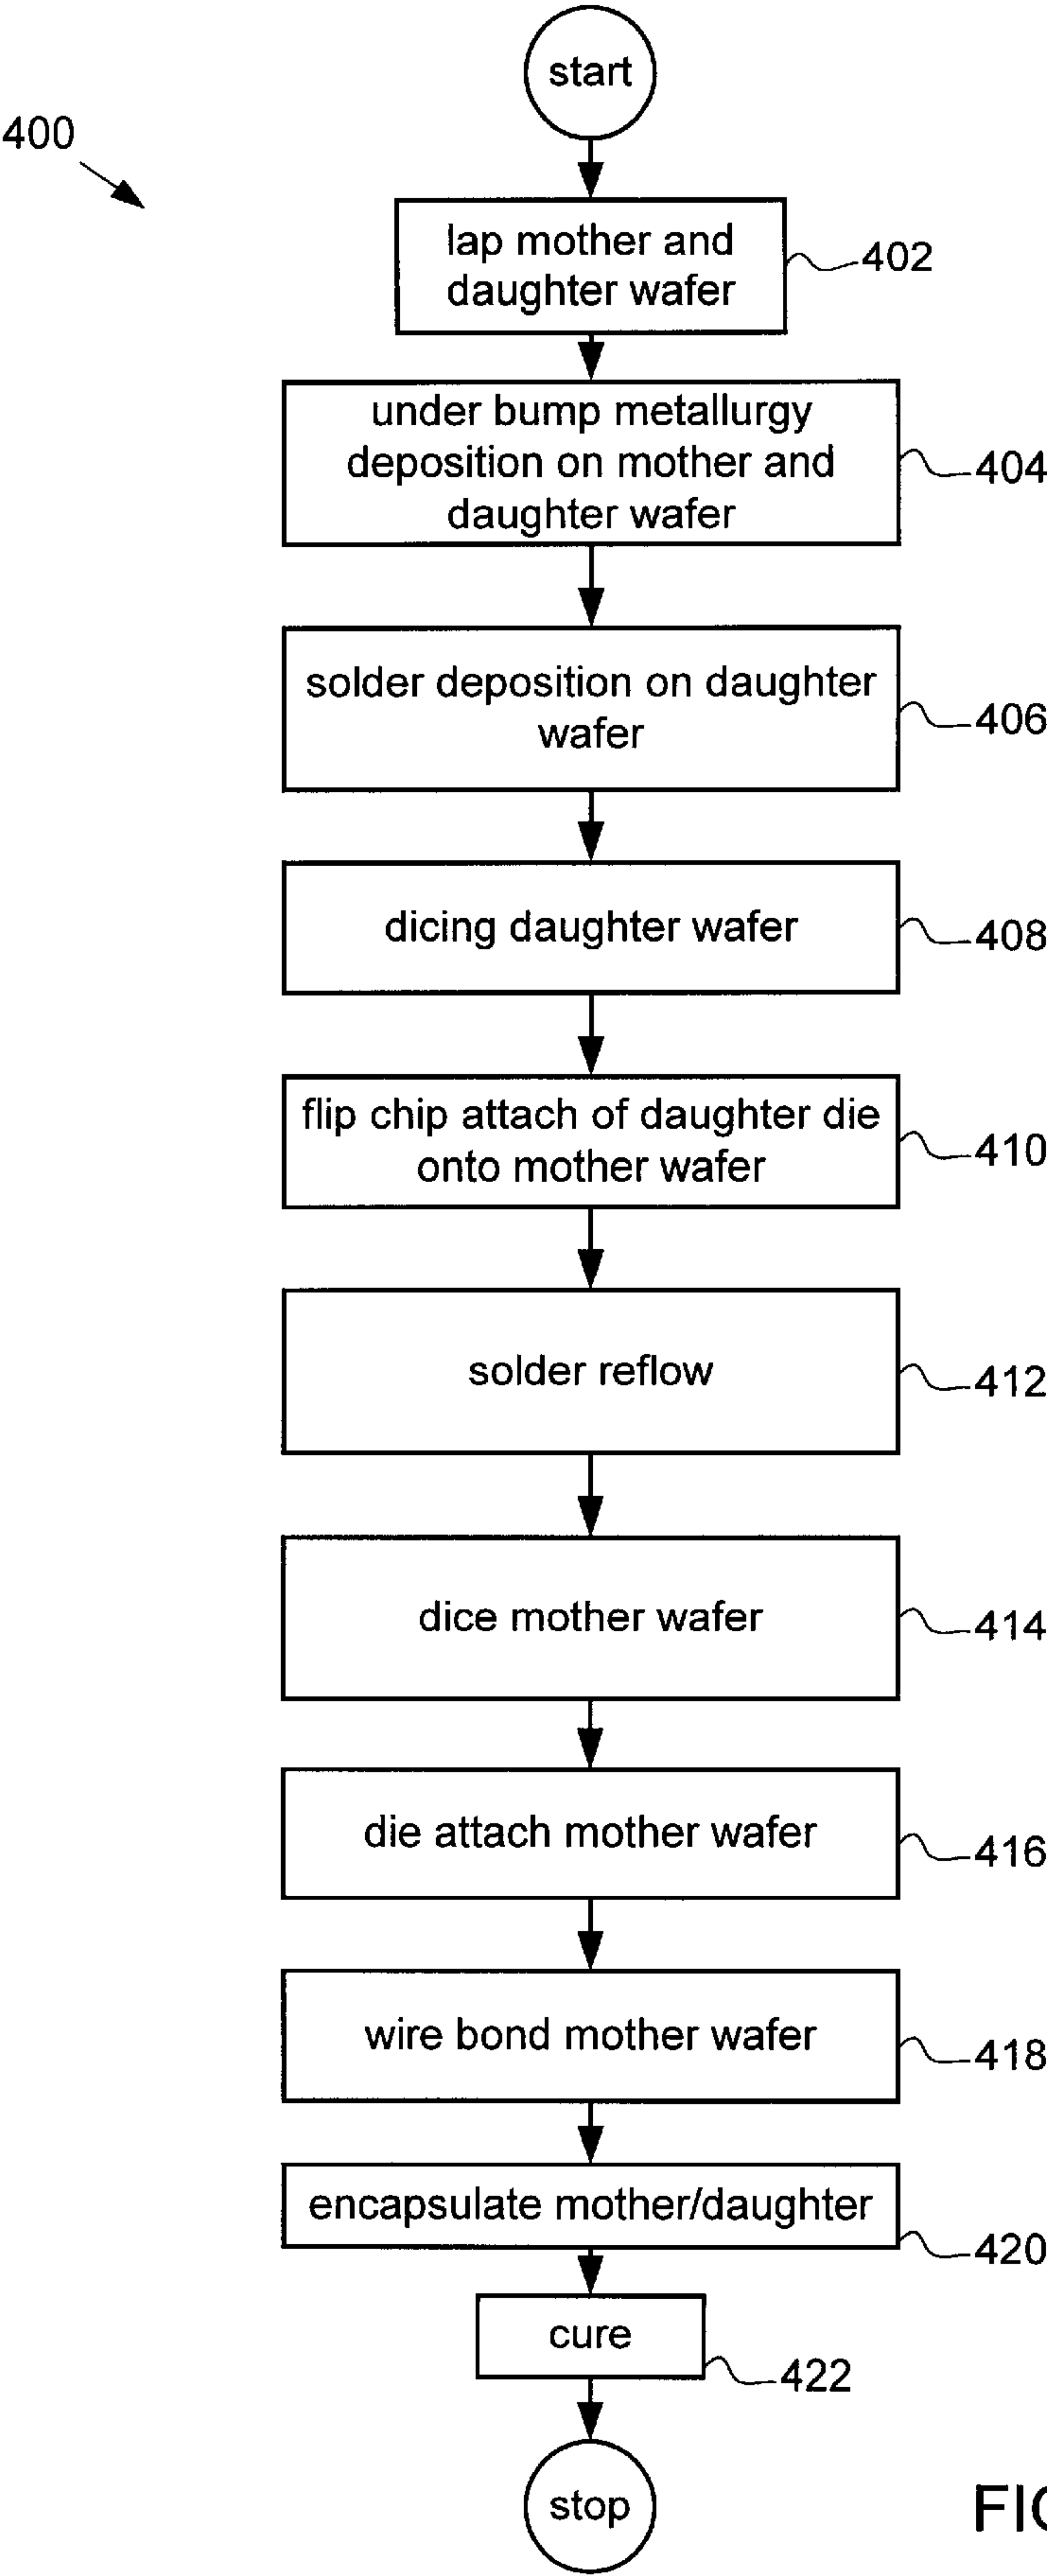 start
400
lap mother and
daughter wafer
402
under bump metallurgy
deposition on mother and
daughter wafer
404
solder deposition on daughter
wafer
406
dicing daughter wafer
408
flip chip attach of daughter die
onto mother wafer
410
solder reflow
412
dice mother wafer
414
die attach mother wafer
416
wire bond mother wafer
418
encapsulate mother/daughter
420
cure
422
stop